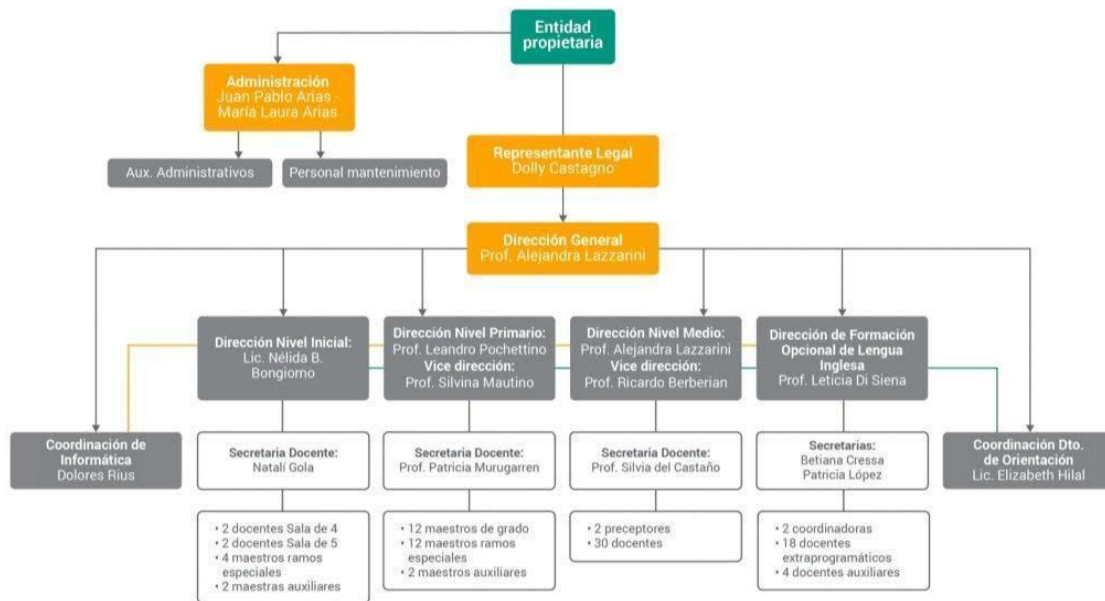 Entidad
propietaria
Administración
Juan Pablo Arias -
María Laura Arias
Aux. Administrativos
Personal mantenimiento
Representante Legal
Dolly Castagno
Dirección General
Prof. Alejandra Lazzarini
Dirección Nivel Inicial:
Lic. Nélida B.
Bongiorno
Dirección Nivel Primario:
Prof. Leandro Pochettino
Vice dirección:
Prof. Silvina Mautino
Dirección Nivel Medio:
Prof. Alejandra Lazzarini
Vice dirección:
Prof. Ricardo Berberian
Dirección de Formación
Opcional de Lengua
Inglesa
Prof. Leticia Di Siena
Coordinación de
Informática
Dolores Rius
Secretaria Docente:
Natalí Gola
Secretaria Docente:
Prof. Patricia Murugarren
Secretaria Docente:
Prof. Silvia del Castaño
Secretarias:
Betiana Cressa
Patricia López
Coordinación Dto.
de Orientación
Lic. Elizabeth Hilal
• 2 docentes Sala de 4
• 2 docentes Sala de 5
• 4 maestros ramos
especiales
• 2 maestras auxiliares
• 12 maestros de grado
• 12 maestros ramos
especiales
• 2 maestros auxiliares
• 2 preceptores
• 30 docentes
• 2 coordinadoras
• 18 docentes
extraprogramáticos
• 4 docentes auxiliares